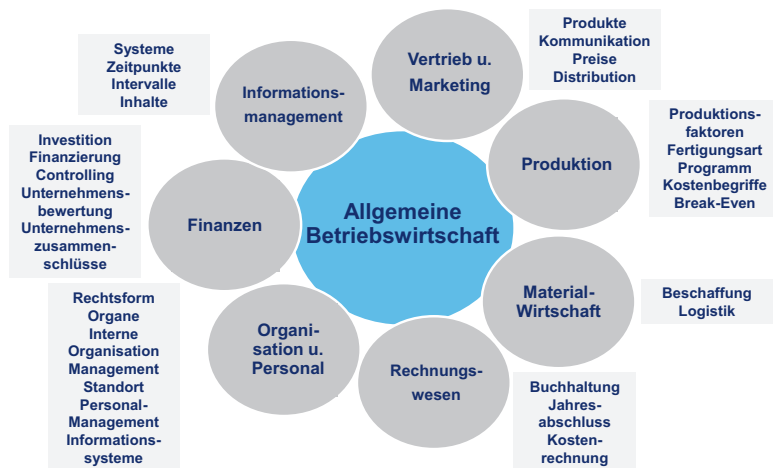 Systeme
Zeitpunkte
Intervalle
Inhalte
Informations-
management
Vertrieb u.
Marketing
Produkte
Kommunikation
Preise
Distribution
Investition
Finanzierung
Controlling
Unternehmens-
bewertung
Unternehmens-
zusammen-
schlüsse
Finanzen
Allgemeine
Betriebswirtschaft
Produktion
Produktions-
faktoren
Fertigungsart
Programm
Kostenbegriffe
Break-Even
Rechtsform
Organe
Interne
Organisation
Management
Standort
Personal-
Management
Informations-
systeme
Organi-
sation u.
Personal
Rechnungs-
wesen
Material-
Wirtschaft
Beschaffung
Logistik
Buchhaltung
Jahres-
abschluss
Kosten-
rechnung